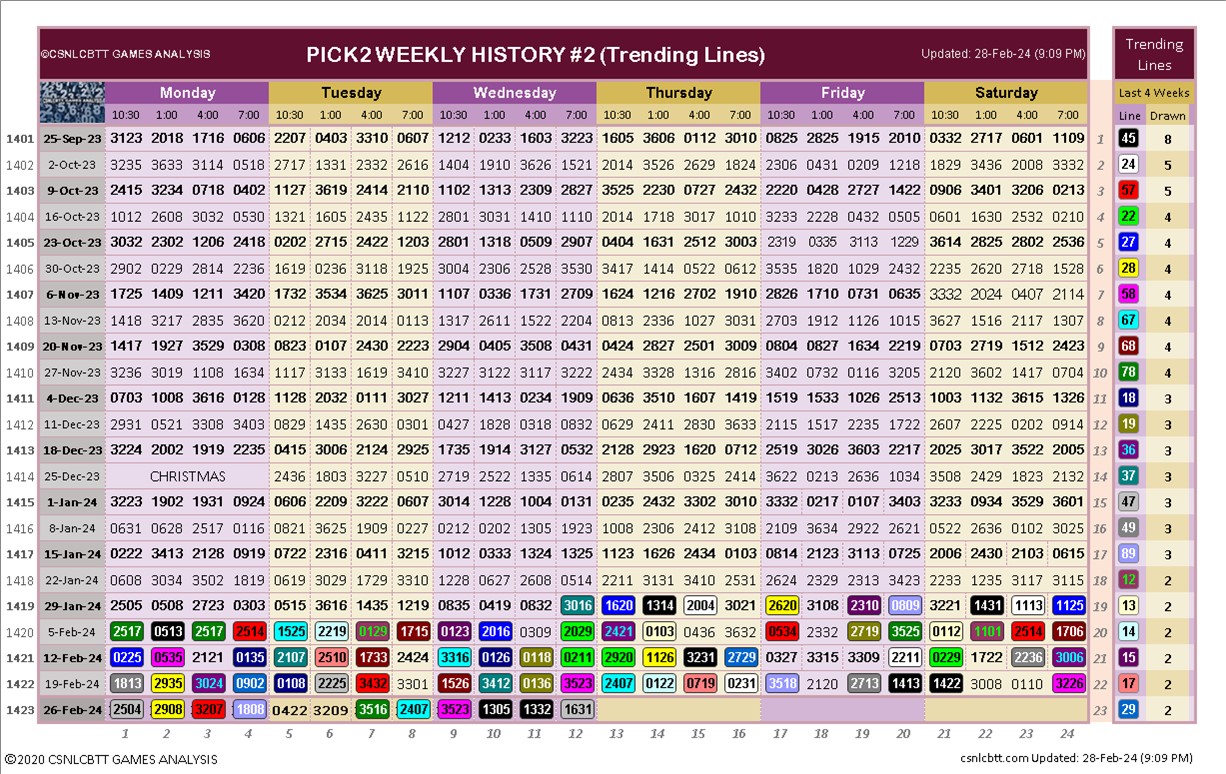 ©CSNLCBTT GAMES ANALYSIS PICK2 WEEKLY HISTORY #2 (Trending Lines) Updated: 28-Feb-24 (9:09 PM) Trending Lines
Monday Tuesday Wednesday Thursday Friday Saturday Last 4 Weeks
10:30 1:00 4:00 7:00 10:30 1:00 4:00 7:00 10:30 1:00 4:00 7:00 10:30 1:00 4:00 7:00 10:30 1:00 4:00 7:00 10:30 1:00 4:00 7:00 Line Drawn
1401 25-Sep-23 3123 2018 1716 0606 2207 0403 3310 0607 1212 0233 1603 3223 1605 3606 0112 3010 0825 2825 1915 2010 0332 2717 0601 1109 1 45 8
1402 2-Oct-23 3235 3633 3114 0518 2717 1331 2332 2616 1404 1910 3626 1521 2014 3526 2629 1824 2306 0431 0209 1218 1829 3436 2008 3332 2 24 5
1403 9-Oct-23 2415 3234 0718 0402 1127 3619 2414 2110 1102 1313 2309 2827 3525 2230 0727 2432 2220 0428 2727 1422 0906 3401 3206 0213 3 57 5
1404 16-Oct-23 1012 2608 3032 0530 1321 1605 2435 1122 2801 3031 1410 1110 2014 1718 3017 1010 3233 2228 0432 0505 0601 1630 2532 0210 4 22 4
1405 23-Oct-23 3032 2302 1206 2418 0202 2715 2422 1203 2801 1318 0509 2907 0404 1631 2512 3003 2319 0335 3113 1229 3614 2825 2802 2536 5 27 4
1406 30-Oct-23 2902 0229 2814 2236 1619 0236 3118 1925 3004 2306 2528 3530 3417 1414 0522 0612 3535 1820 1029 2432 2235 2620 2718 1528 6 28 4
1407 6-Nov-23 1725 1409 1211 3420 1732 3534 3625 3011 1107 0336 1731 2709 1624 1216 2702 1910 2826 1710 0731 0635 3332 2024 0407 2114 7 58 4
1408 13-Nov-23 1418 3217 2835 3620 0212 2034 2014 0113 1317 2611 1522 2204 0813 2336 1027 3031 2703 1912 1126 1015 3627 1516 2117 1307 8 67 4
1409 20-Nov-23 1417 1927 3529 0308 0823 0107 2430 2223 2904 0405 3508 0431 0424 2827 2501 3009 0804 0827 1634 2219 0703 2719 1512 2423 9 68 4
1410 27-Nov-23 3236 3019 1108 1634 1117 3133 1619 3410 3227 3122 3117 3222 2434 3328 1316 2816 3402 0732 0116 3205 2120 3602 1417 0704 10 78 4
1411 4-Dec-23 0703 1008 3616 0128 1128 2032 0111 3027 1211 1413 0234 1909 0636 3510 1607 1419 1519 1533 1026 2513 1003 1132 3615 1326 11 18 3
1412 11-Dec-23 2931 0521 3308 3403 0829 1435 2630 0301 0427 1828 0318 0832 0629 2411 2830 3633 2115 1517 2235 1722 2607 2225 0202 0914 12 19 3
1413 18-Dec-23 3224 2002 1919 2235 0415 3006 2124 2923 1735 1914 3127 0532 2128 2923 1620 0712 2519 3026 3603 2217 2025 3017 3522 2005 13 36 3
1414 25-Dec-23 CHRISTMAS 2436 1803 3227 0513 2719 2522 1335 0614 2807 3506 0325 2414 3622 0213 2636 1034 3508 2429 1823 2132 14 37 3
1415 1-Jan-24 3223 1902 1931 0924 0606 2209 3222 0607 3014 1228 1004 0131 0235 2432 3302 3010 3332 0217 0107 3403 3233 0934 3529 3601 15 47 3
1416 8-Jan-24 0631 0628 2517 0116 0821 3625 1909 0227 0212 0202 1305 1923 1008 2306 2412 3108 2109 3634 2922 2621 0522 2636 0102 3025 16 49 3
1417 15-Jan-24 0222 3413 2128 0919 0722 2316 0411 3215 1012 0333 1324 1325 1123 1626 2434 0103 0814 2123 3113 0725 2006 2430 2103 0615 17 89 3
1418 22-Jan-24 0608 3034 3502 1819 0619 3029 1729 3310 1228 0627 2608 0514 2211 3131 3410 2531 2624 2329 2313 3423 2233 1235 3117 3115 18 12 2
1419 29-Jan-24 2505 0508 2723 0303 0515 3616 1435 1219 0835 0419 0832 3016 1620 1314 2004 3021 2620 3108 2310 0809 3221 1431 1113 1125 19 13 2
1420 5-Feb-24 2517 0513 2517 2514 1525 2219 0129 1715 0123 2016 0309 2029 2421 0103 0436 3632 0534 2332 2719 3525 0112 1101 2514 1706 20 14 2
1421 12-Feb-24 0225 0535 2121 0135 2107 2510 1733 2424 3316 0126 0118 0211 2920 1126 3231 2729 0327 3315 3309 2211 0229 1722 2236 3006 21 15 2
1422 19-Feb-24 1813 2935 3024 0902 0108 2225 3432 3301 1526 3412 0136 3523 2407 0122 0719 0231 3518 2120 2713 1413 1422 3008 0110 3226 22 17 2
1423 26-Feb-24 2504 2908 3207 1808 0422 3209 3516 2407 3523 1305 1332 1631 23 29 2
1 2 3 4 5 6 7 8 9 10 11 12 13 14 15 16 17 18 19 20 21 22 23 24
©2020 CSNLCBTT GAMES ANALYSIS csnlcbtt.com Updated: 28-Feb-24 (9:09 PM)